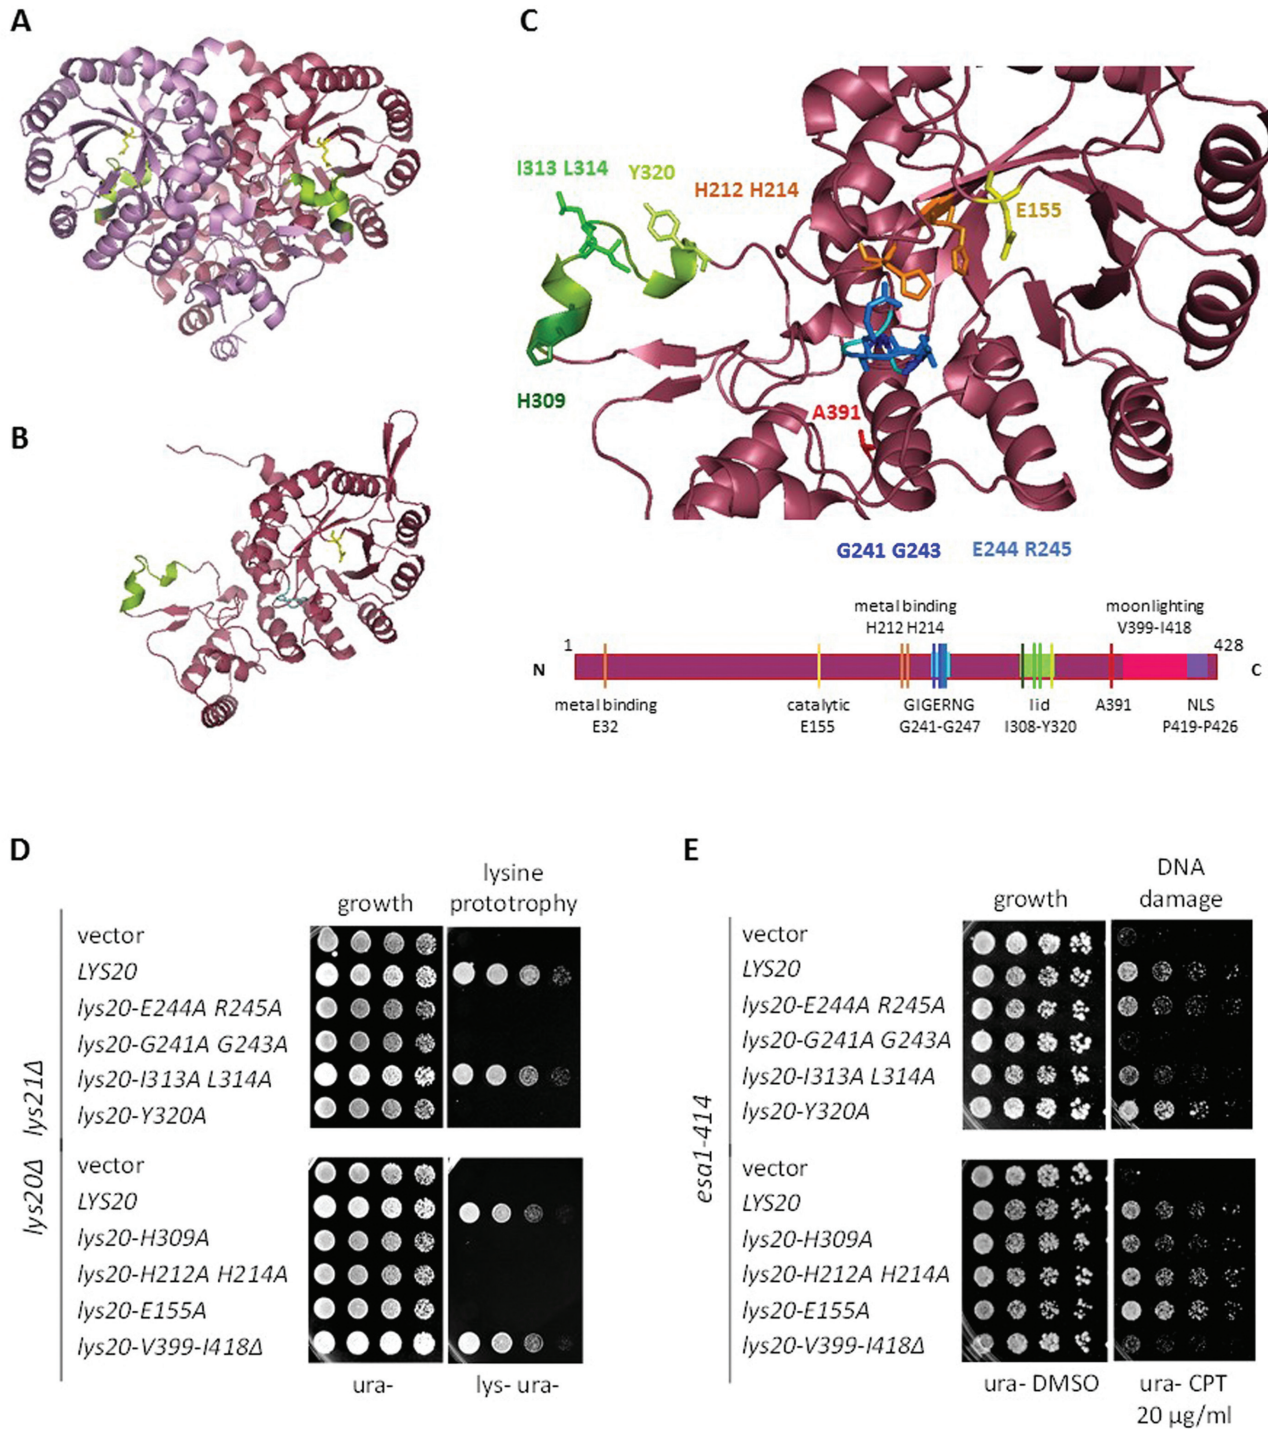 A
C
I313 L314
Y320
H212 H214
E155
H309
A391
B
G241 G243
E244 R245
metal binding
H212 H214
moonlighting
V399-I418
1
428
N
C
metal binding
E32
catalytic
E155
GIGERNG
G241-G247
lid
I308-Y320
A391
NLS
P419-P426
D
growth
lysine
prototrophy
vector
LYS20
lys20-E244A R245A
lys20-G241A G243A
lys20-I313A L314A
lys20-Y320A
vector
LYS20
lys20-H309A
lys20-H212A H214A
lys20-E155A
lys20-V399-I418Δ
lys20Δ lys21Δ
ura-
lys- ura-
E
growth
DNA
damage
vector
LYS20
lys20-E244A R245A
lys20-G241A G243A
lys20-I313A L314A
lys20-Y320A
vector
LYS20
lys20-H309A
lys20-H212A H214A
lys20-E155A
lys20-V399-I418Δ
esa1-414
ura- DMSO
ura- CPT
20 µg/ml